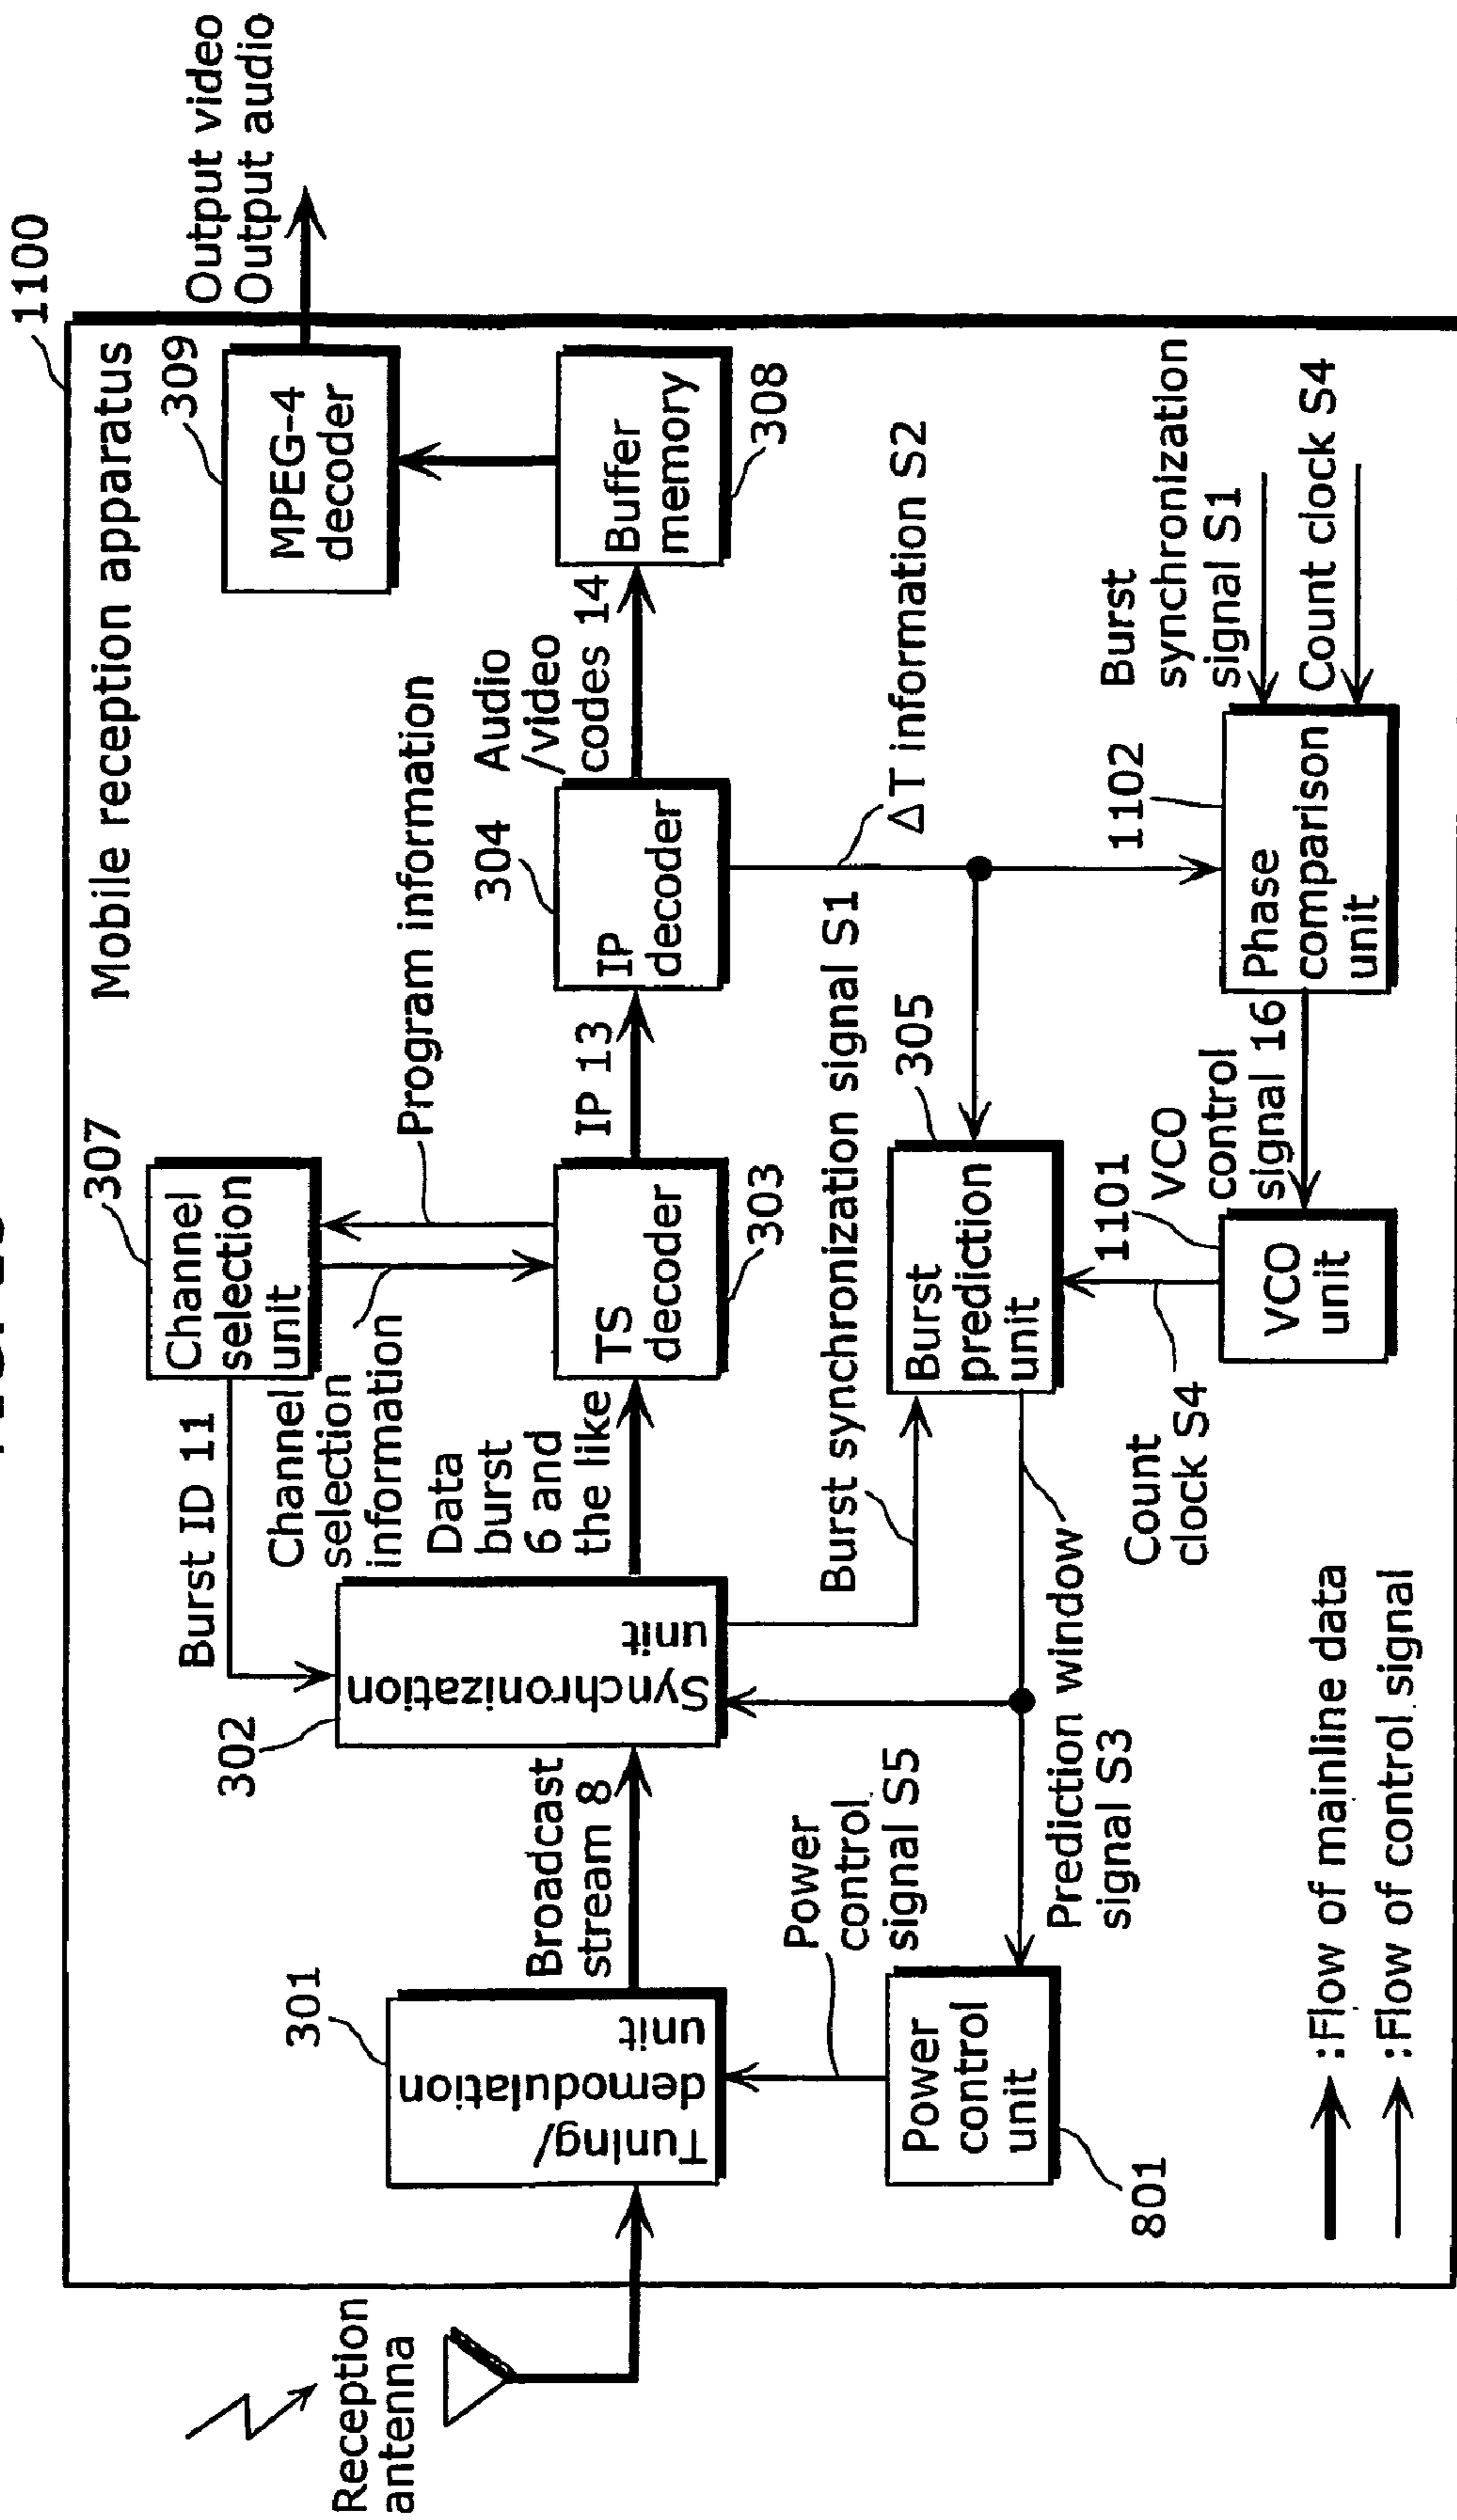 1100
Mobile reception apparatus
Output video
Output audio
309
MPEG-4
decoder
Buffer
memory
308
307
Channel
selection
unit
Program information
304
Audio
/video
codes 14
IP
decoder
IP 13
TS
decoder
303
Burst ID 11
Channel
selection
information
Data
burst
6 and
the like
302
Synchronization
unit
Broadcast
stream 8
301
Tuning/
demodulation
unit
Reception
antenna
Power
control
signal S5
Power
control
unit
801
Prediction window
signal S3
Burst synchronization signal S1
305
Burst
prediction
unit
ΔT information S2
Count
clock S4
1101
VCO
unit
VCO
control
signal 16
1102
Phase
comparison
unit
Burst
synchronization
signal S1
Count clock S4
:Flow of mainline data
:Flow of control signal